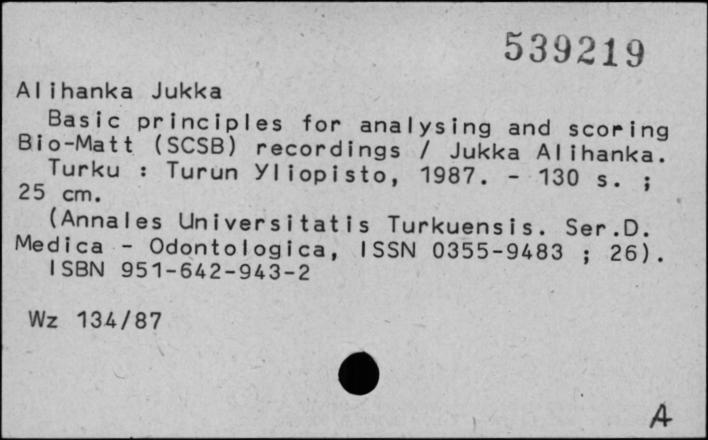 539219
Alihanka Jukka
Basic principles for analysing and scoring
Bio-Matt (SCSB) recordings / Jukka Alihanka.
Turku : Turun Yliopisto, 1987. - 130 s. ;
25 cm.
(Annales Universitatis Turkuensis. Ser.D.
Medica - Odontologica, ISSN 0355-9483 ; 26).
ISBN 951-642-943-2
Wz 134/87
A